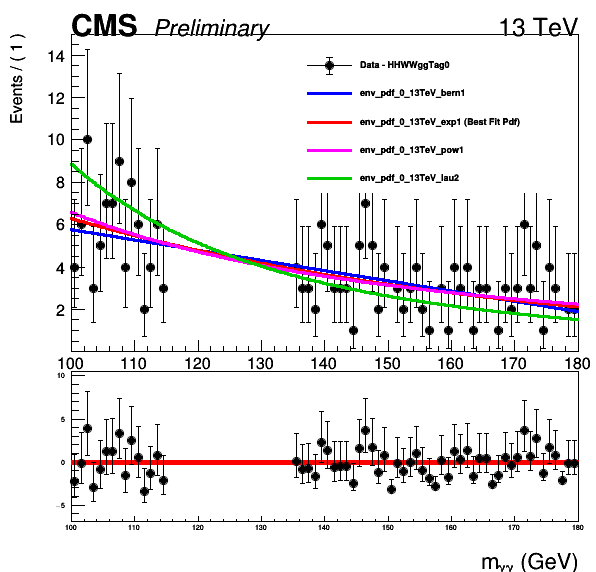 CMS Preliminary 13 TeV
Events / ( 1 )
14
12
10
8
6
4
2
Data - HHWWggTag0
env_pdf_0_13TeV_bern1
env_pdf_0_13TeV_exp1 (Best Fit Pdf)
env_pdf_0_13TeV_pow1
env_pdf_0_13TeV_lau2
100 110 120 130 140 150 160 170 180
10
5
0
−5
100 110 120 130 140 150 160 170 180
mγγ (GeV)